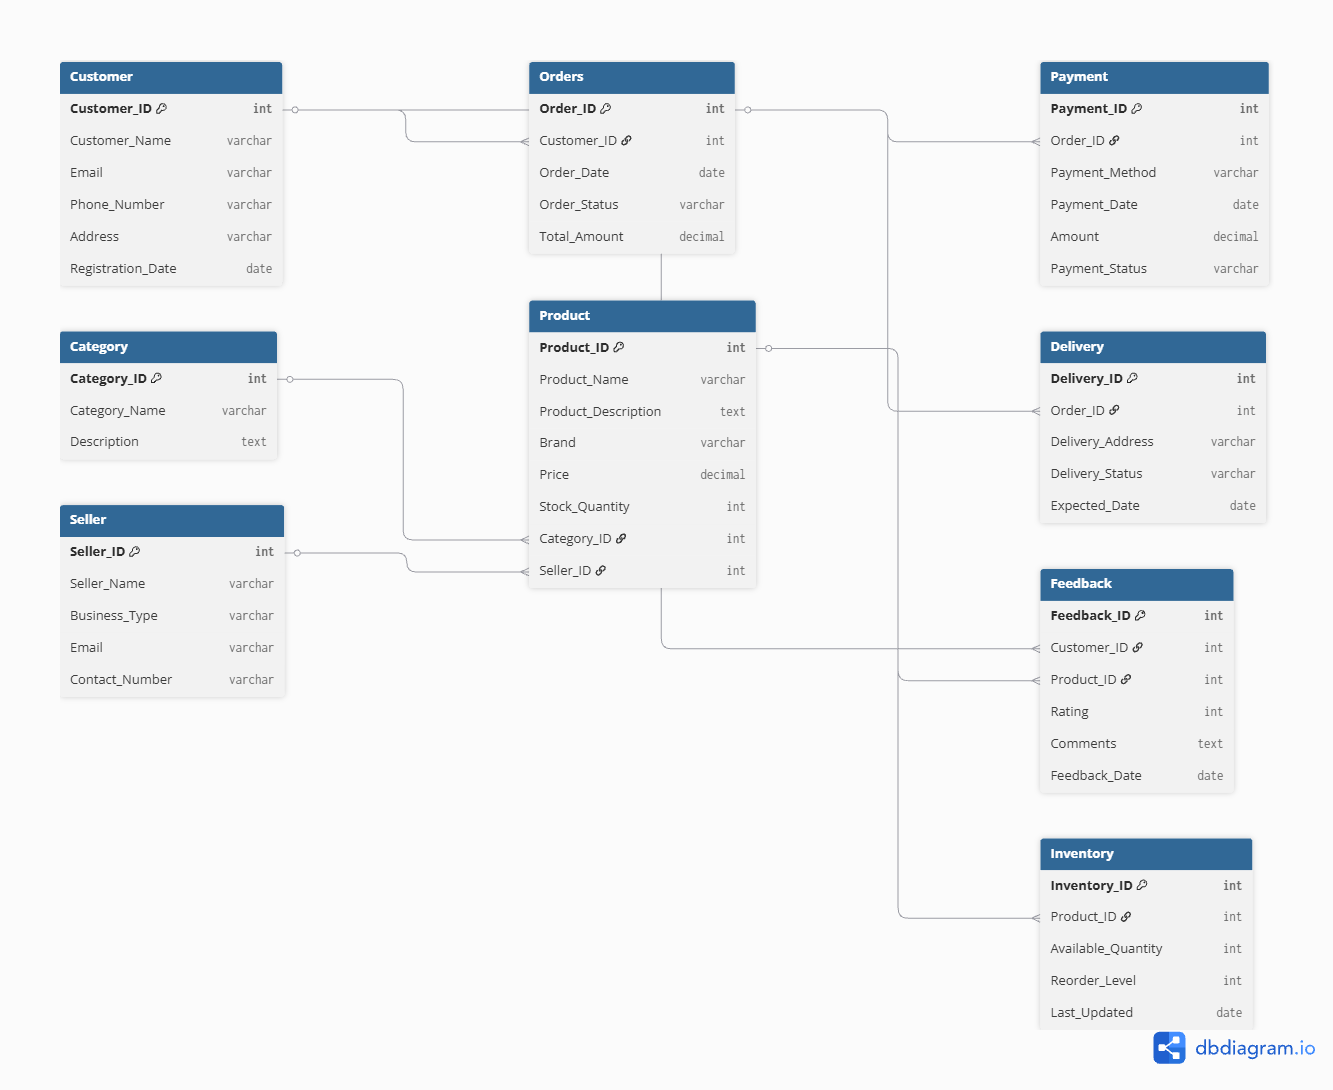 Customer
Customer_ID int
Customer_Name varchar
Email varchar
Phone_Number varchar
Address varchar
Registration_Date date
Orders
Order_ID int
Customer_ID int
Order_Date date
Order_Status varchar
Total_Amount decimal
Payment
Payment_ID int
Order_ID int
Payment_Method varchar
Payment_Date date
Amount decimal
Payment_Status varchar
Category
Category_ID int
Category_Name varchar
Description text
Product
Product_ID int
Product_Name varchar
Product_Description text
Brand varchar
Price decimal
Stock_Quantity int
Category_ID int
Seller_ID int
Delivery
Delivery_ID int
Order_ID int
Delivery_Address varchar
Delivery_Status varchar
Expected_Date date
Seller
Seller_ID int
Seller_Name varchar
Business_Type varchar
Email varchar
Contact_Number varchar
Feedback
Feedback_ID int
Customer_ID int
Product_ID int
Rating int
Comments text
Feedback_Date date
Inventory
Inventory_ID int
Product_ID int
Available_Quantity int
Reorder_Level int
Last_Updated date
dbdiagram.io